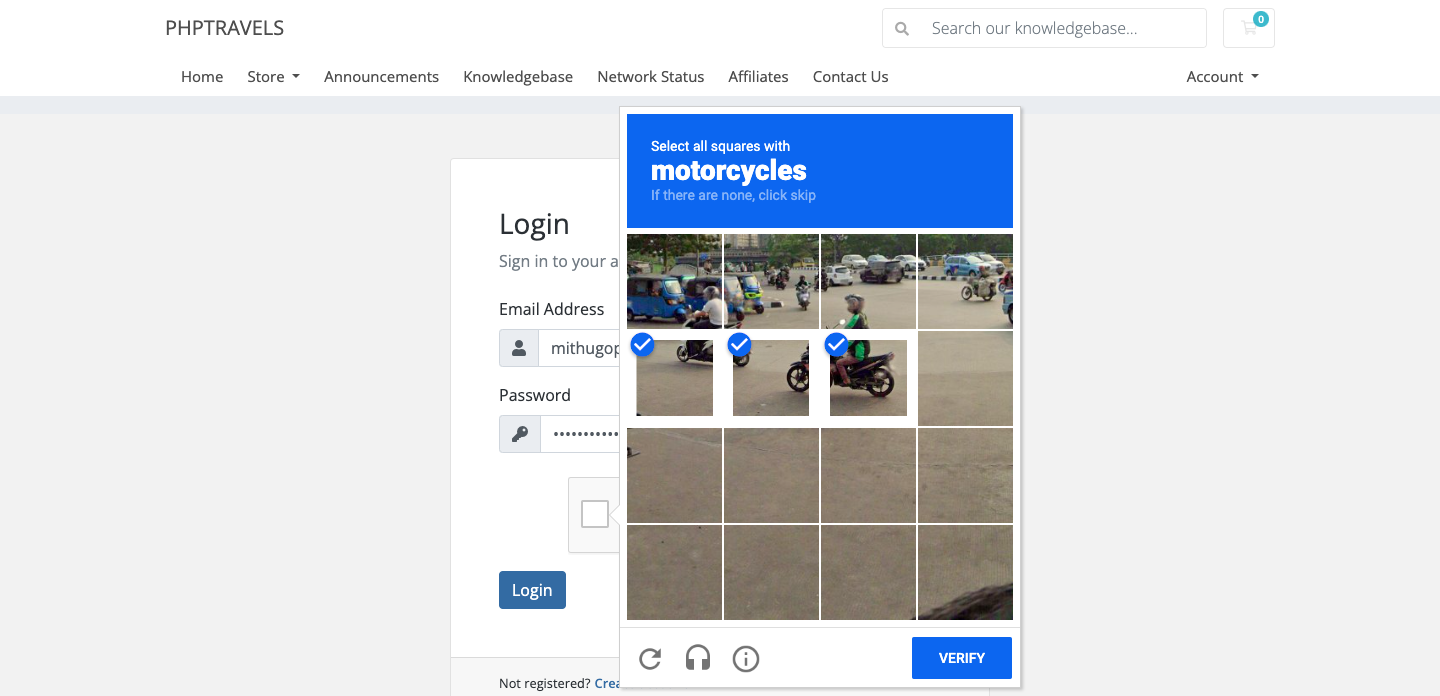 PHPTRAVELS
Search our knowledgebase...
0
Home
Store
Announcements
Knowledgebase
Network Status
Affiliates
Contact Us
Account
Select all squares with
motorcycles
If there are none, click skip
Login
Sign in to your a
Email Address
mithugop
Password
Login
VERIFY
Not registered? Crea